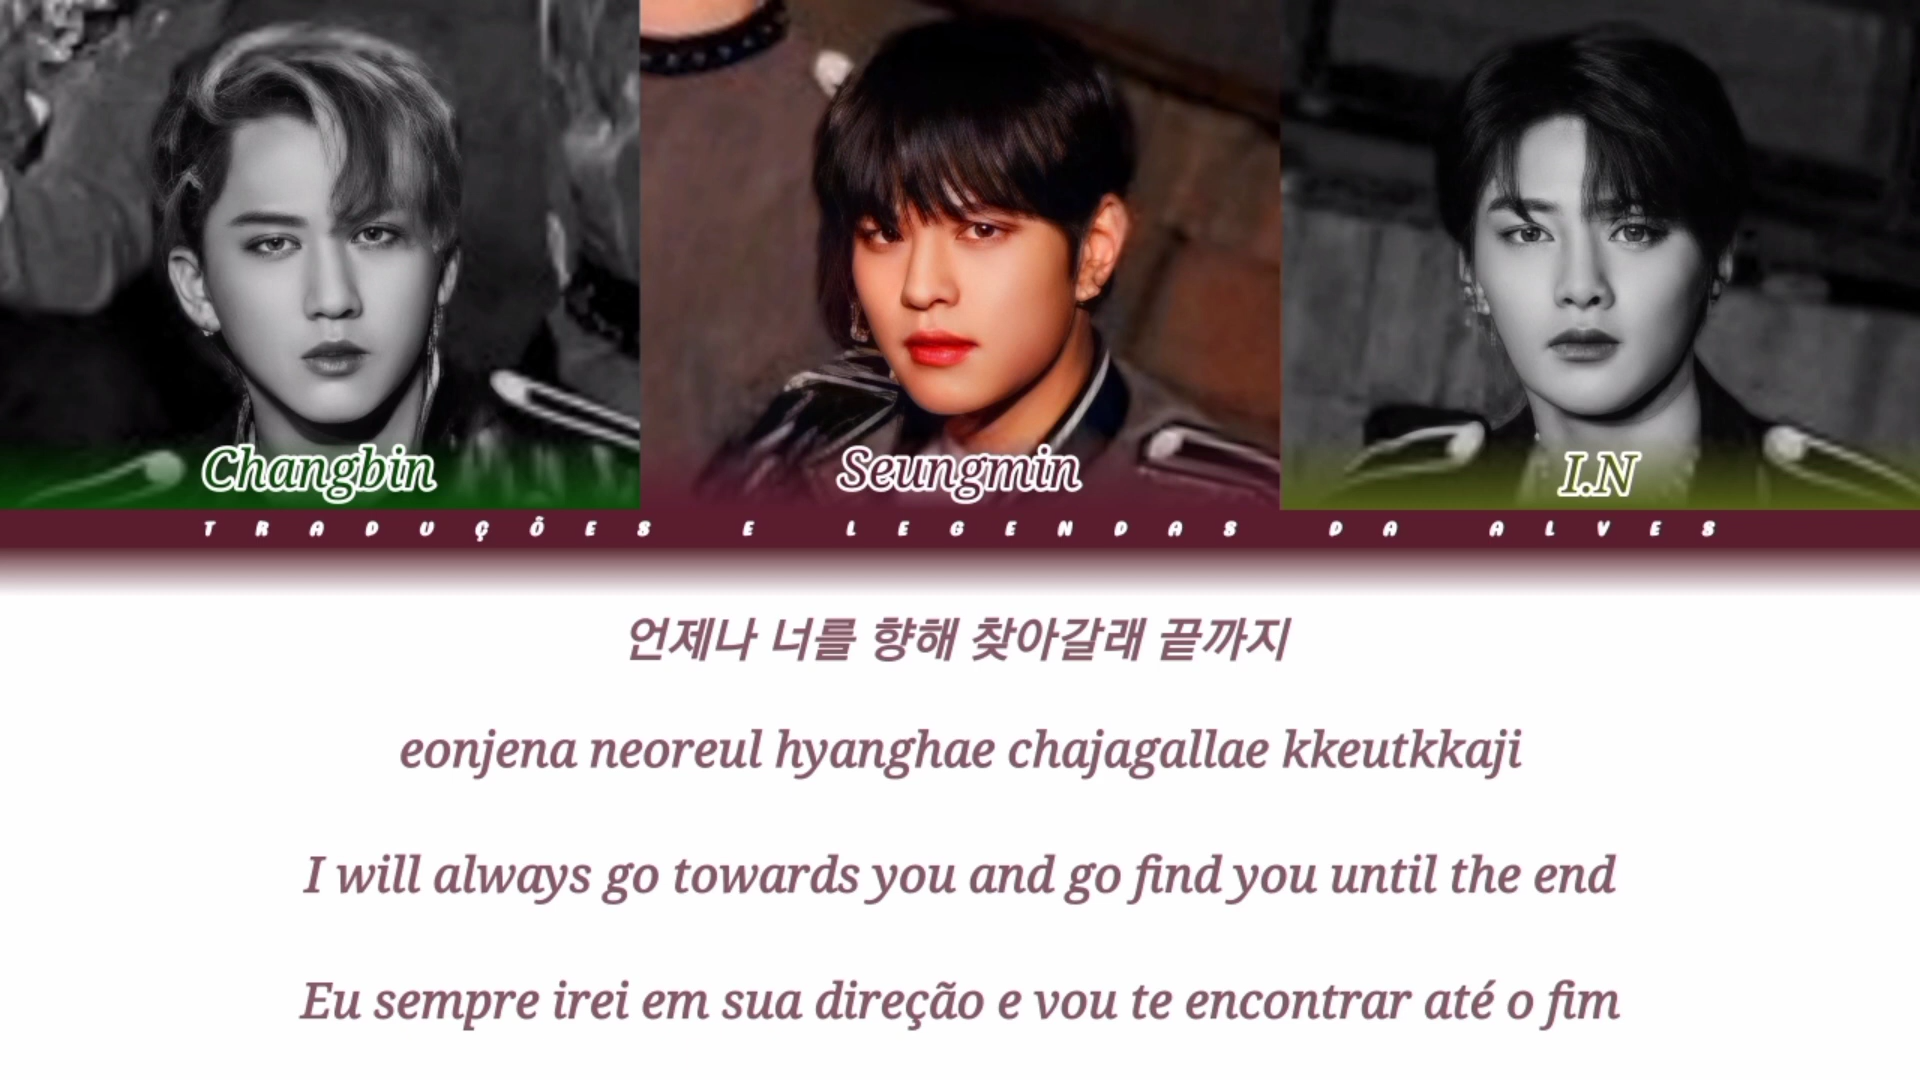 Changbin Seungmin I.N
TRADUÇÕES E LEGENDAS DA ALVES
언제나 너를 향해 찾아갈래 끝까지
eonjena neoreul hyanghae chajagallae kkeutkkaji
I will always go towards you and go find you until the end
Eu sempre irei em sua direção e vou te encontrar até o fim